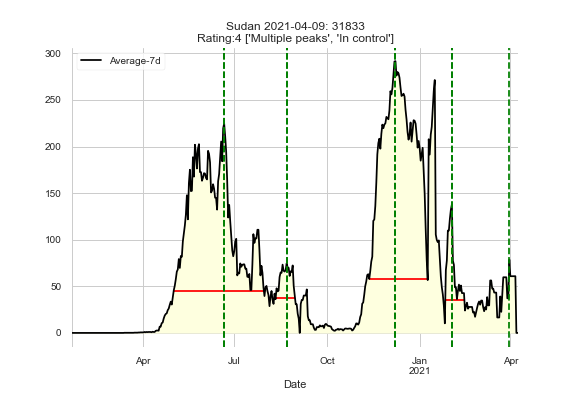 Sudan 2021-04-09: 31833
Rating:4 ['Multiple peaks', 'In control']
Average-7d
300
250
200
150
100
50
0
Apr
Jul
Oct
Jan
2021
Apr
Date